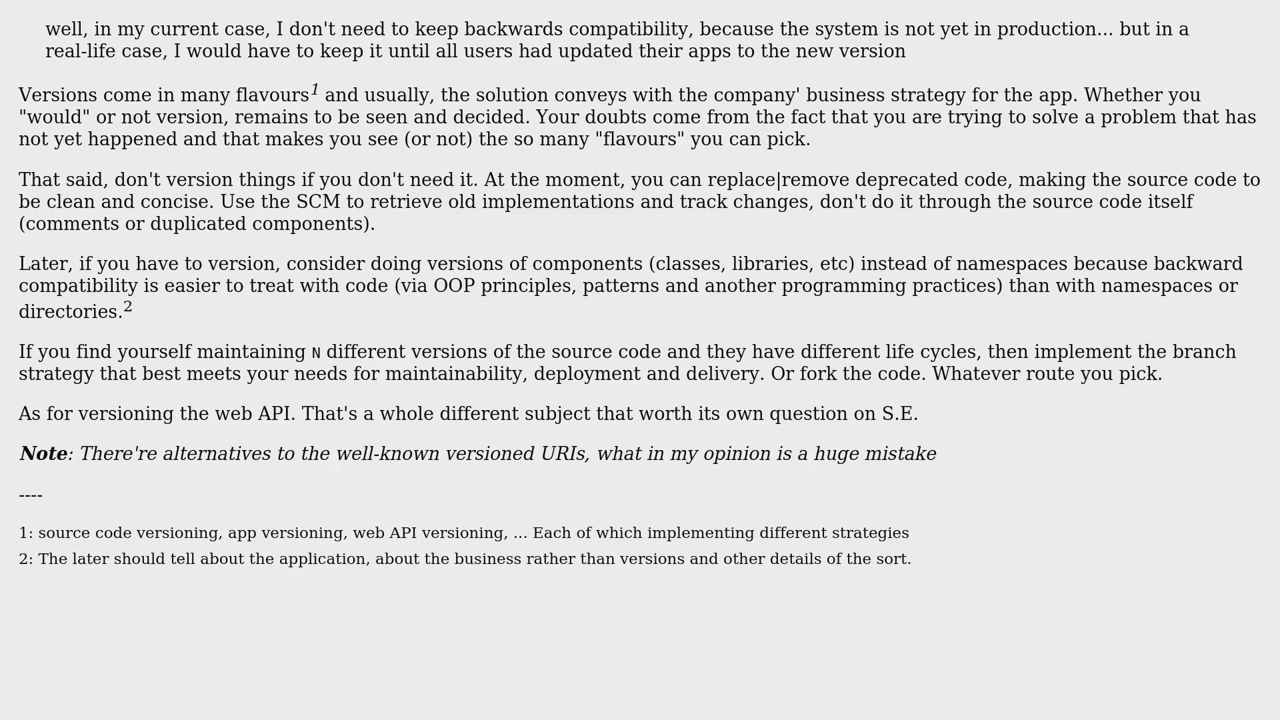 well, in my current case, I don't need to keep backwards compatibility, because the system is not yet in production... but in a
real-life case, I would have to keep it until all users had updated their apps to the new version
Versions come in many flavours1 and usually, the solution conveys with the company' business strategy for the app. Whether you
"would" or not version, remains to be seen and decided. Your doubts come from the fact that you are trying to solve a problem that has
not yet happened and that makes you see (or not) the so many "flavours" you can pick.
That said, don't version things if you don't need it. At the moment, you can replace|remove deprecated code, making the source code to
be clean and concise. Use the SCM to retrieve old implementations and track changes, don't do it through the source code itself
(comments or duplicated components).
Later, if you have to version, consider doing versions of components (classes, libraries, etc) instead of namespaces because backward
compatibility is easier to treat with code (via OOP principles, patterns and another programming practices) than with namespaces or
directories.2
If you find yourself maintaining N different versions of the source code and they have different life cycles, then implement the branch
strategy that best meets your needs for maintainability, deployment and delivery. Or fork the code. Whatever route you pick.
As for versioning the web API. That's a whole different subject that worth its own question on S.E.
Note: There're alternatives to the well-known versioned URIs, what in my opinion is a huge mistake
----
1: source code versioning, app versioning, web API versioning, ... Each of which implementing different strategies
2: The later should tell about the application, about the business rather than versions and other details of the sort.